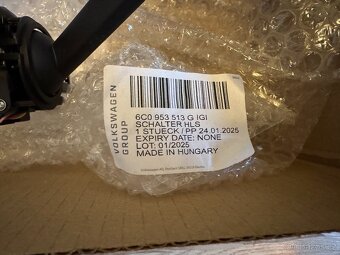 VOLKSWAGEN
GROUP
6C0 953 513 G IGI
SCHALTER HLS
1 STUECK / PP 24.01.2025
EXPIRY DATE: NONE
LOT: 01/2025
MADE IN HUNGARY